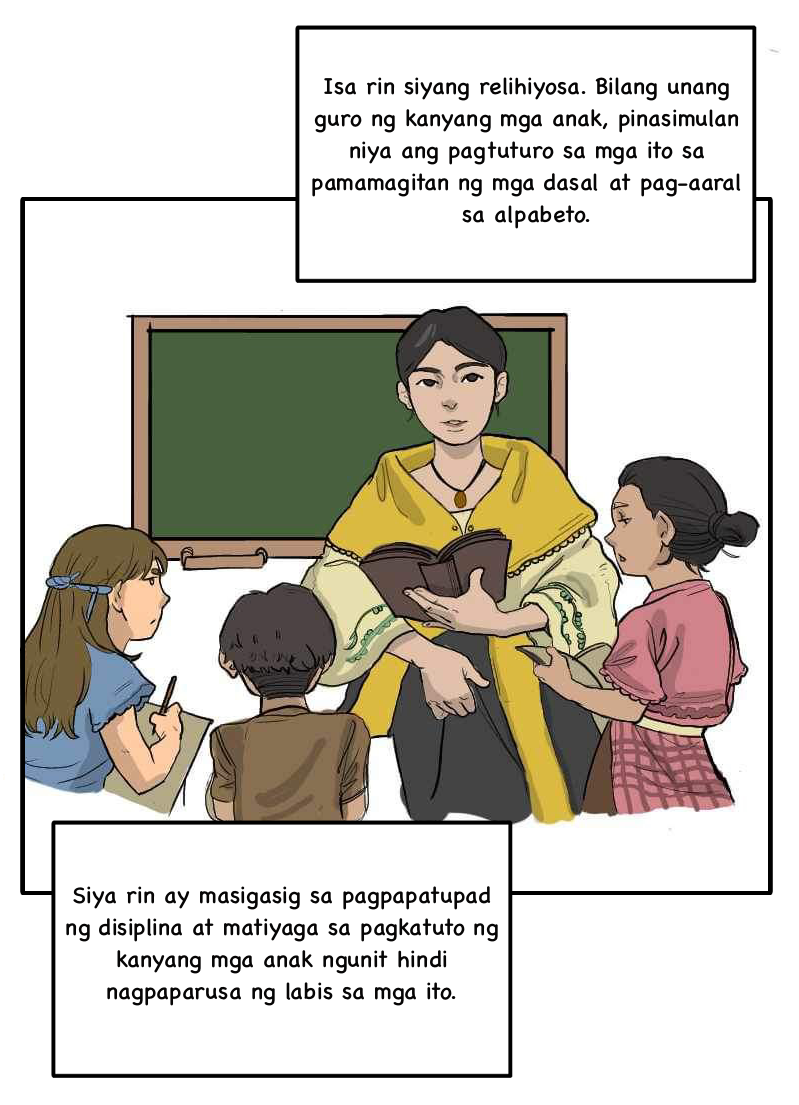 Isa rin siyang relihiyosa. Bilang unang
guro ng kanyang mga anak, pinasimulan
niya ang pagtuturo sa mga ito sa
pamamagitan ng mga dasal at pag-aaral
sa alpabeto.
Siya rin ay masigasig sa pagpapatupad
ng disiplina at matiyaga sa pagkatuto ng
kanyang mga anak ngunit hindi
nagpaparusa ng labis sa mga ito.